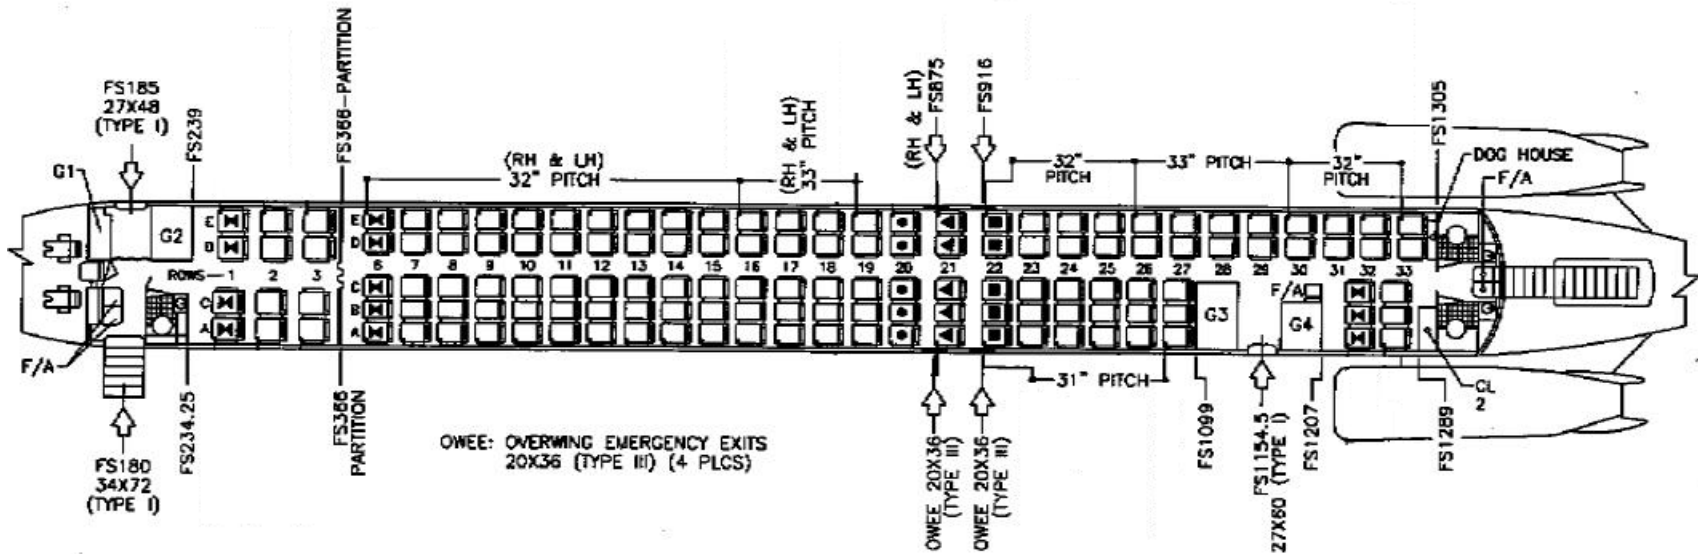 FS185
27X48
(TYPE I)
FS239
FS366-PARTITION
(RH & LH)
32" PITCH
(RH & LH)
33" PITCH
(RH & LH)
FS875
FS916
32"
PITCH
33" PITCH
32"
PITCH
FS1305
DOG HOUSE
F/A
G1
G2
E
D
E
D
ROWS-1 2 3 6 7 8 9 10 11 12 13 14 15 16 17 18 19 20 21 22 23 24 25 26 27 28 29 30 31 32 33
C
A
C
B
A
F/A
G3
G4
F/A
31" PITCH
CL
2
FS180
34X72
(TYPE I)
FS234.25
FS366
PARTITION
OWEE: OVERWING EMERGENCY EXITS
20X36 (TYPE III) (4 PLCS)
OWEE 20X36
(TYPE III)
OWEE 20X36
(TYPE III)
FS1099
FS1154.5
27X60 (TYPE I)
FS1207
FS1289